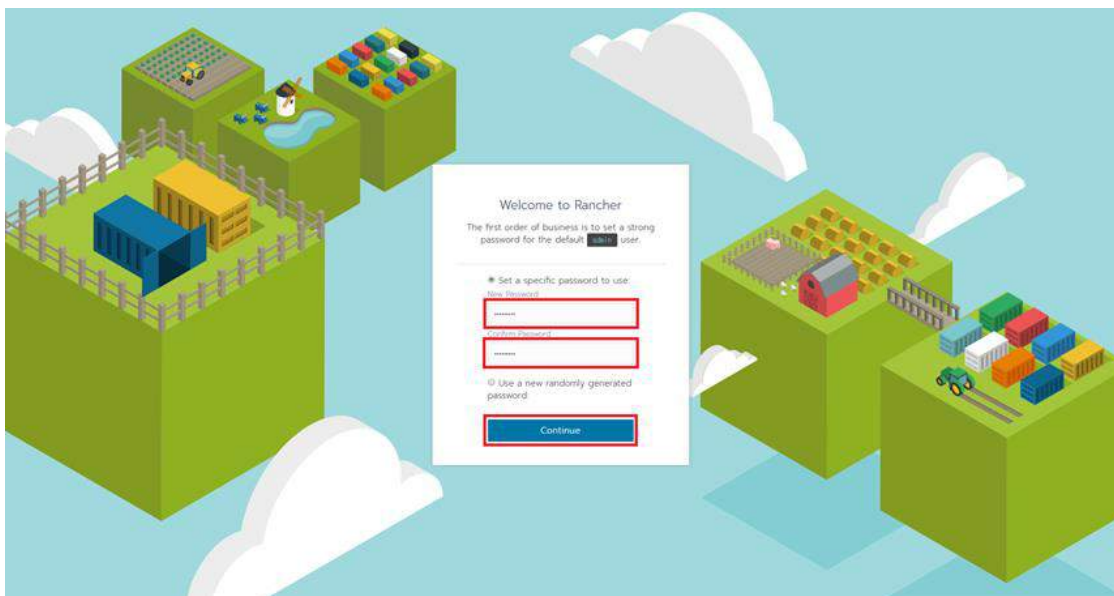 Welcome to Rancher
The first order of business is to set a strong
password for the default admin user.
Set a specific password to use:
New Password
Confirm Password
Use a new randomly generated
password:
Continue